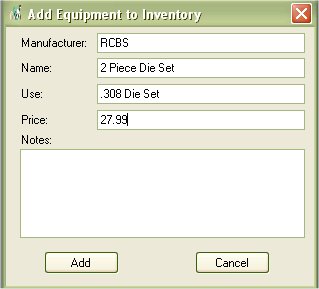 Add Equipment to Inventory
Manufacturer: RCBS
Name: 2 Piece Die Set
Use: .308 Die Set
Price: 27.99
Notes:
Add Cancel